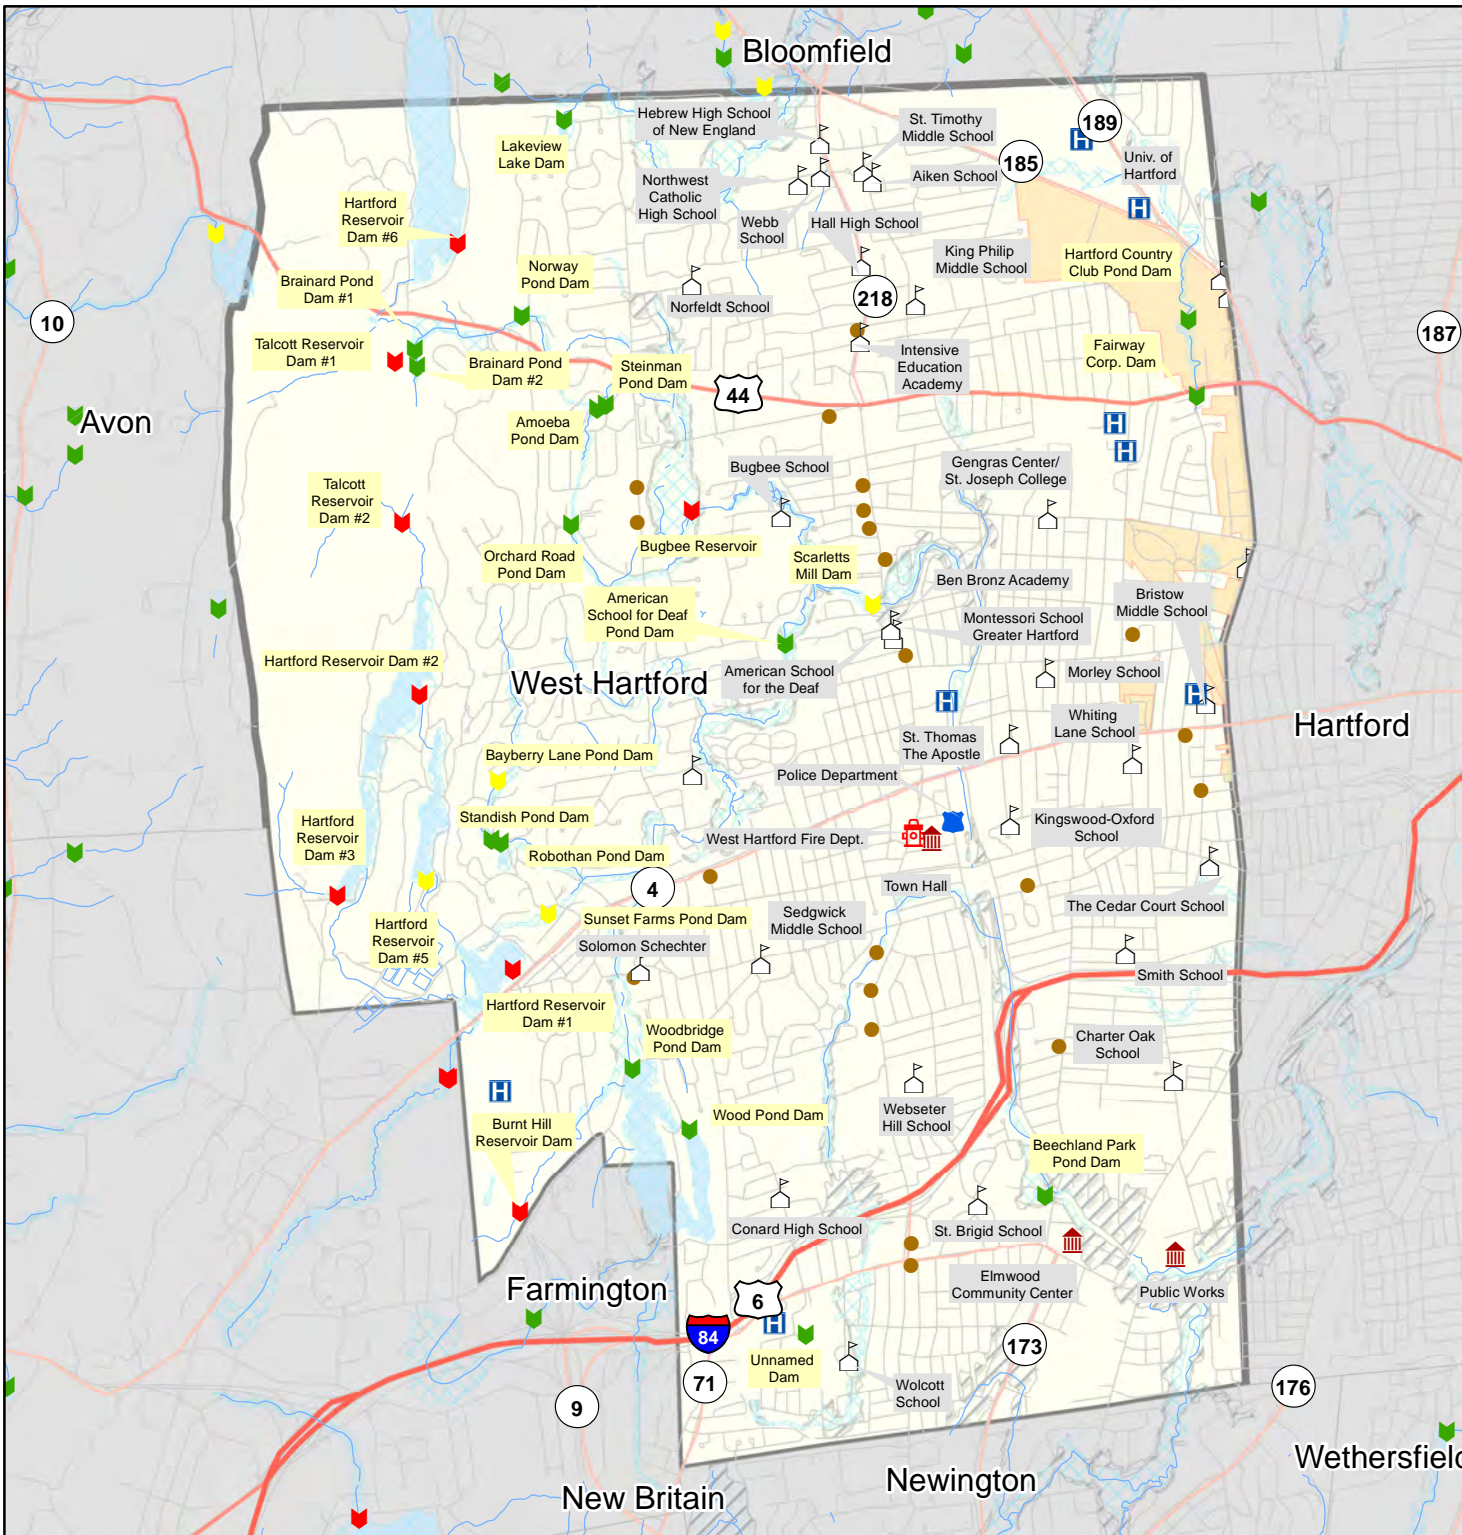 Bloomfield
Hebrew High School
of New England
St. Timothy
Middle School
189
H
Lakeview
Lake Dam
185
Univ. of
Hartford
Northwest
Catholic
High School
Aiken School
Hartford
Reservoir
Dam #6
Webb
School
Hall High School
H
King Philip
Middle School
Hartford Country
Club Pond Dam
Norway
Pond Dam
Brainard Pond
Dam #1
Norfeldt School
218
10
187
Talcott Reservoir
Dam #1
Brainard Pond
Dam #2
Steinman
Pond Dam
Intensive
Education
Academy
Fairway
Corp. Dam
44
Avon
Amoeba
Pond Dam
H
H
Bugbee School
Gengras Center/
St. Joseph College
Talcott
Reservoir
Dam #2
Orchard Road
Pond Dam
Bugbee Reservoir
Scarletts
Mill Dam
Ben Bronz Academy
Bristow
Middle School
American
School for Deaf
Pond Dam
Montessori School
Greater Hartford
Hartford Reservoir Dam #2
West Hartford
American School
for the Deaf
Morley School
H
H
Whiting
Lane School
Hartford
St. Thomas
The Apostle
Bayberry Lane Pond Dam
Police Department
Standish Pond Dam
Hartford
Reservoir
Dam #3
West Hartford Fire Dept.
Kingswood-Oxford
School
Robothan Pond Dam
4
Town Hall
The Cedar Court School
Sunset Farms Pond Dam
Sedgwick
Middle School
Hartford
Reservoir
Dam #5
Solomon Schechter
Smith School
Hartford Reservoir
Dam #1
Woodbridge
Pond Dam
Charter Oak
School
H
Wood Pond Dam
Webseter
Hill School
Burnt Hill
Reservoir Dam
Beechland Park
Pond Dam
Conard High School
St. Brigid School
Farmington
Elmwood
Community Center
Public Works
6
H
84
173
Unnamed
Dam
71
Wolcott
School
176
9
Wethersfield
Newington
New Britain